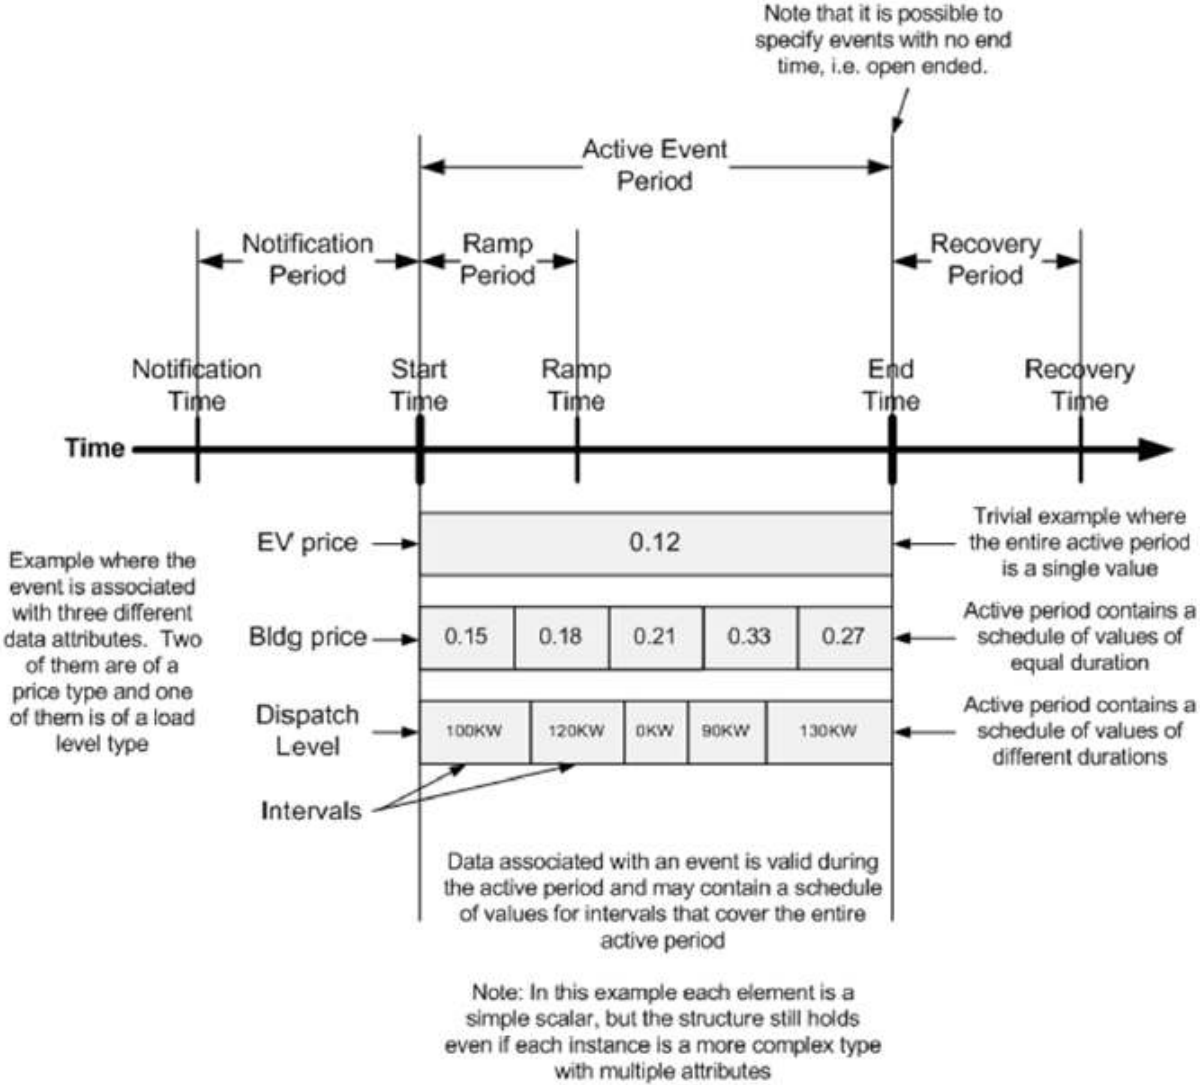 Note that it is possible to
specify events with no end
time, i.e. open ended.
Active Event
Period
Notification
Period
Ramp
Period
Recovery
Period
Notification
Time
Start
Time
Ramp
Time
End
Time
Recovery
Time
Time
Example where the
event is associated
with three different
data attributes. Two
of them are of a
price type and one
of them is of a load
level type
EV price
0.12
Trivial example where
the entire active period
is a single value
Bldg price
0.15 0.18 0.21 0.33 0.27
Active period contains a
schedule of values of
equal duration
Dispatch
Level
100KW 120KW 0KW 90KW 130KW
Active period contains a
schedule of values of
different durations
Intervals
Data associated with an event is valid during
the active period and may contain a schedule
of values for intervals that cover the entire
active period
Note: In this example each element is a
simple scalar, but the structure still holds
even if each instance is a more complex type
with multiple attributes